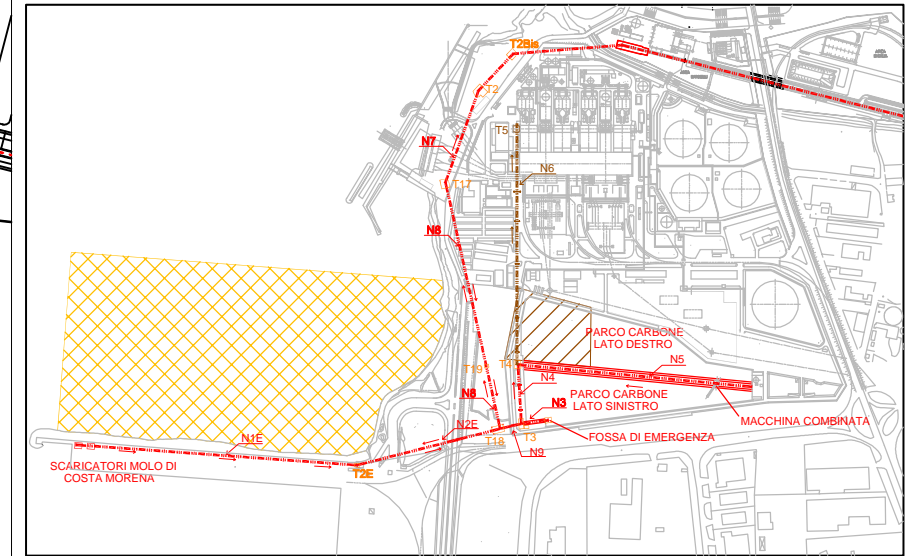 T2Bis
T2
T5
N7
N6
T17
N8
PARCO CARBONE
LATO DESTRO
T4
N5
T19
N4
PARCO CARBONE
LATO SINISTRO
N8
N3
MACCHINA COMBINATA
N1E
N2E
T18
T3
FOSSA DI EMERGENZA
N9
SCARICATORI MOLO DI
COSTA MORENA
T2E